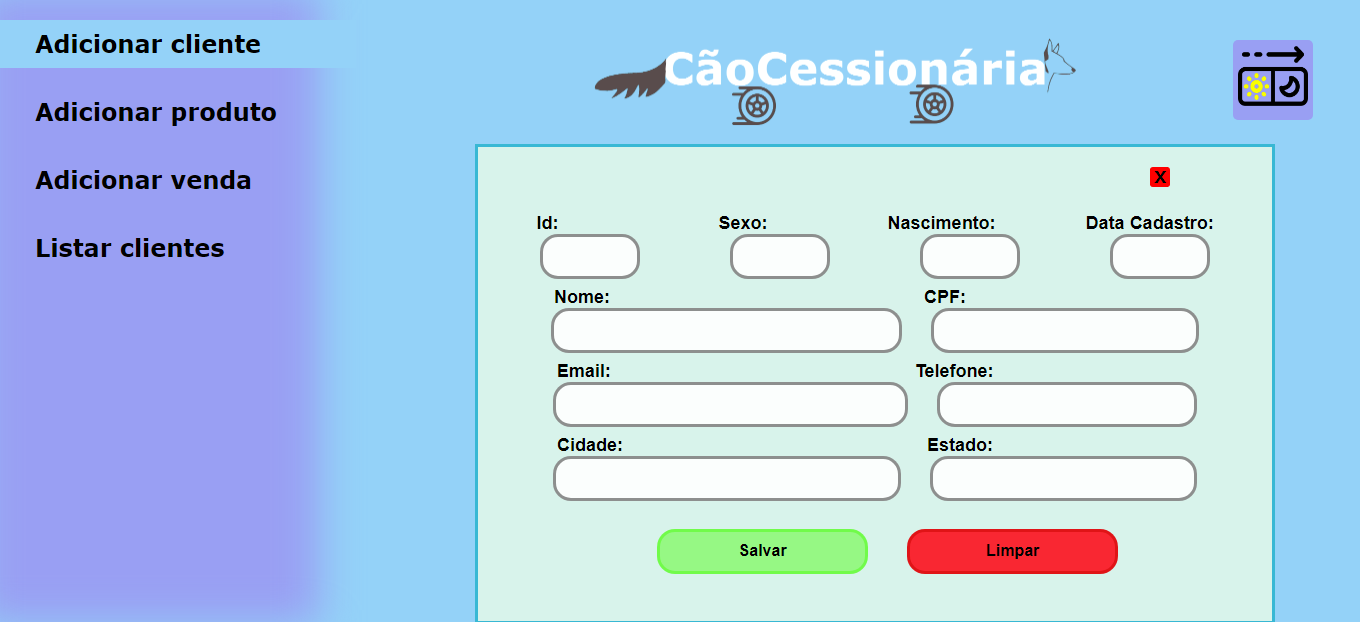 Adicionar cliente
Adicionar produto
Adicionar venda
Listar clientes
CãoCessionária
X
Id: Sexo: Nascimento: Data Cadastro:
Nome: CPF:
Email: Telefone:
Cidade: Estado:
Salvar Limpar